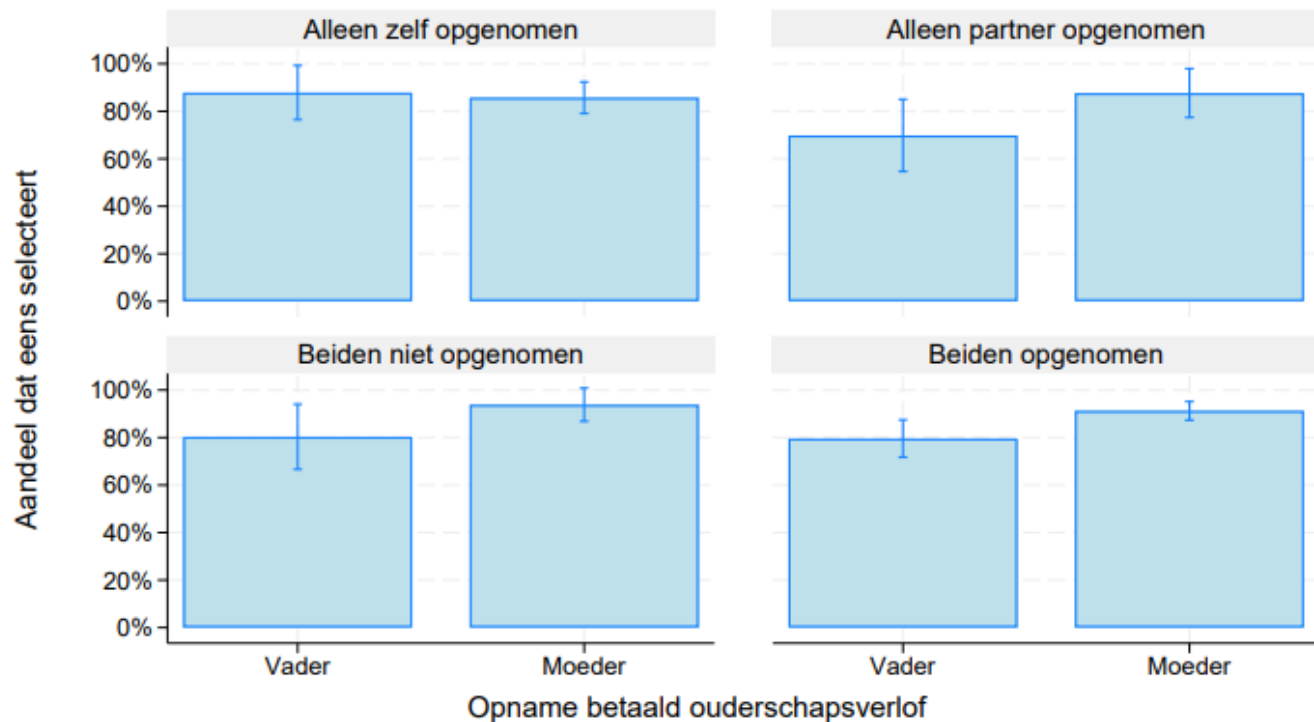 Alleen zelf opgenomen
Alleen partner opgenomen
100%
80%
60%
40%
20%
0%
Beiden niet opgenomen
Beiden opgenomen
100%
80%
60%
40%
20%
0%
Aandeel dat eens selecteert
Vader
Moeder
Vader
Moeder
Opname betaald ouderschapsverlof